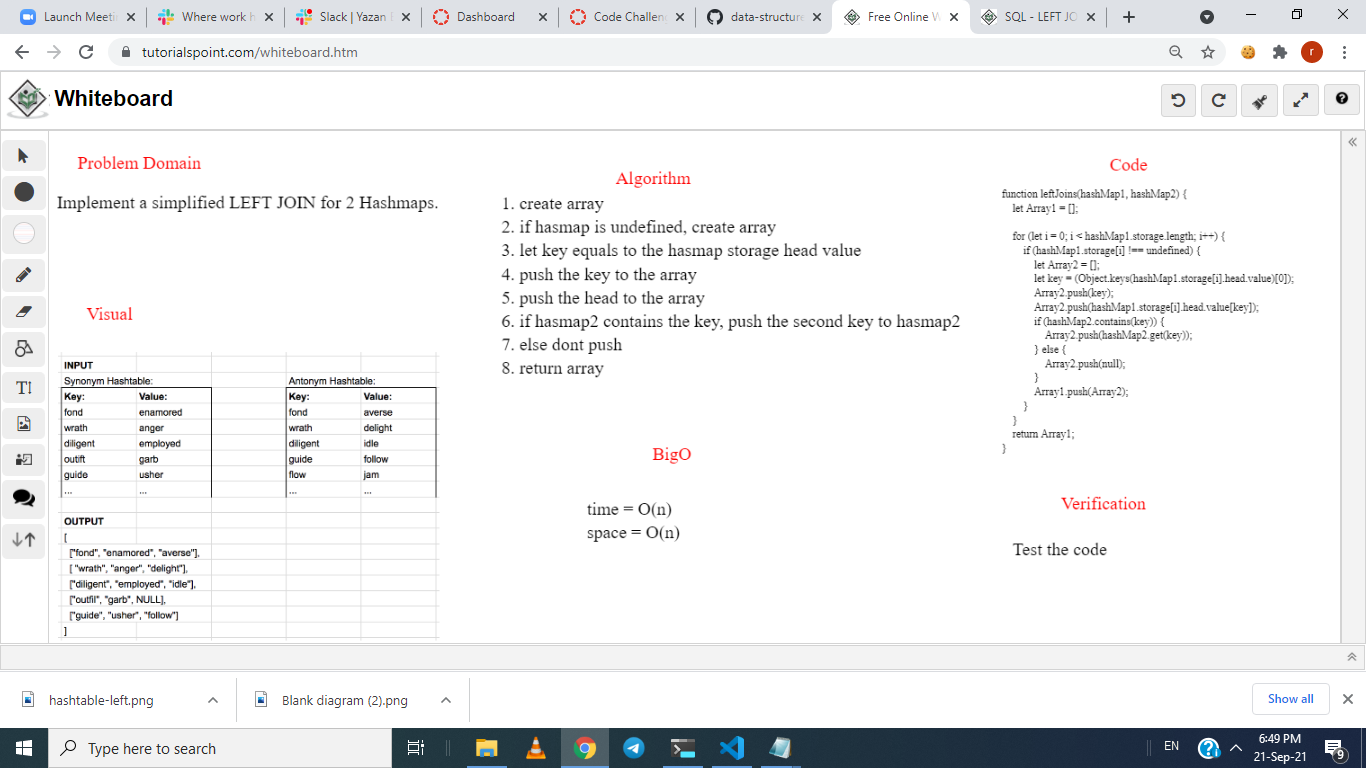 Launch Meeti
Where work h
Slack | Yazan E
Dashboard
Code Challen
data-structure
Free Online W
SQL - LEFT JO
tutorialspoint.com/whiteboard.htm
r
Whiteboard
Problem Domain
Implement a simplified LEFT JOIN for 2 Hashmaps.
Visual
INPUT
Synonym Hashtable: Antonym Hashtable:
Key: Value: Key: Value:
fond enamored fond averse
wrath anger wrath delight
diligent employed diligent idle
outift garb guide follow
guide usher flow jam
... ... ... ...
OUTPUT
[
["fond", "enamored", "averse"],
[ "wrath", "anger", "delight"],
["diligent", "employed", "idle"],
["outfil", "garb", NULL],
["guide", "usher", "follow"]
]
Algorithm
1. create array
2. if hasmap is undefined, create array
3. let key equals to the hasmap storage head value
4. push the key to the array
5. push the head to the array
6. if hasmap2 contains the key, push the second key to hasmap2
7. else dont push
8. return array
BigO
time = O(n)
space = O(n)
Code
function leftJoins(hashMap1, hashMap2) {
let Array1 = [];
for (let i = 0; i < hashMap1.storage.length; i++) {
if (hashMap1.storage[i] !== undefined) {
let Array2 = [];
let key = (Object.keys(hashMap1.storage[i].head.value)[0]);
Array2.push(key);
Array2.push(hashMap1.storage[i].head.value[key]);
if (hashMap2.contains(key)) {
Array2.push(hashMap2.get(key));
} else {
Array2.push(null);
}
Array1.push(Array2);
}
}
return Array1;
}
Verification
Test the code
hashtable-left.png
Blank diagram (2).png
Show all
Type here to search
EN
6:49 PM
21-Sep-21
9